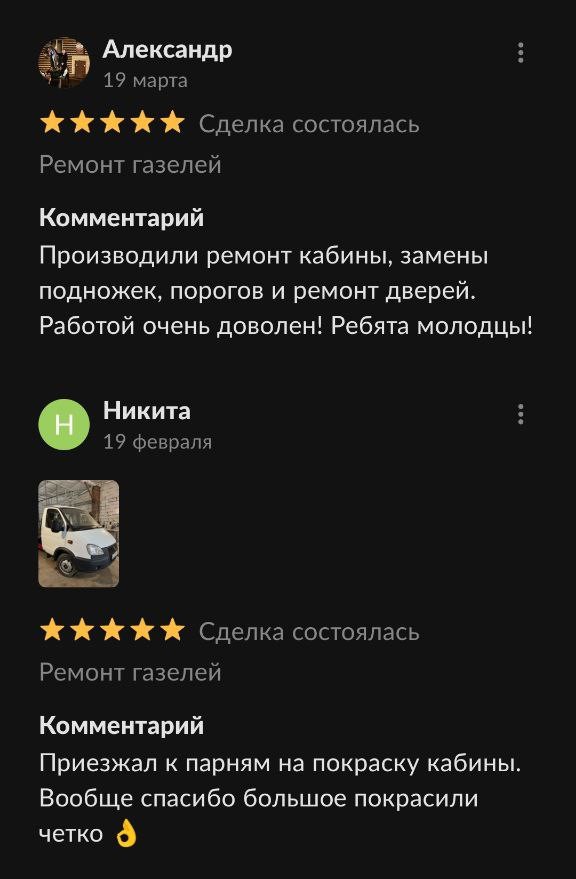 Александр
19 марта
Сделка состоялась
Ремонт газелей
Комментарий
Производили ремонт кабины, замены
подножек, порогов и ремонт дверей.
Работой очень доволен! Ребята молодцы!
Н
Никита
19 февраля
Сделка состоялась
Ремонт газелей
Комментарий
Приезжал к парням на покраску кабины.
Вообще спасибо большое покрасили
четко 👌